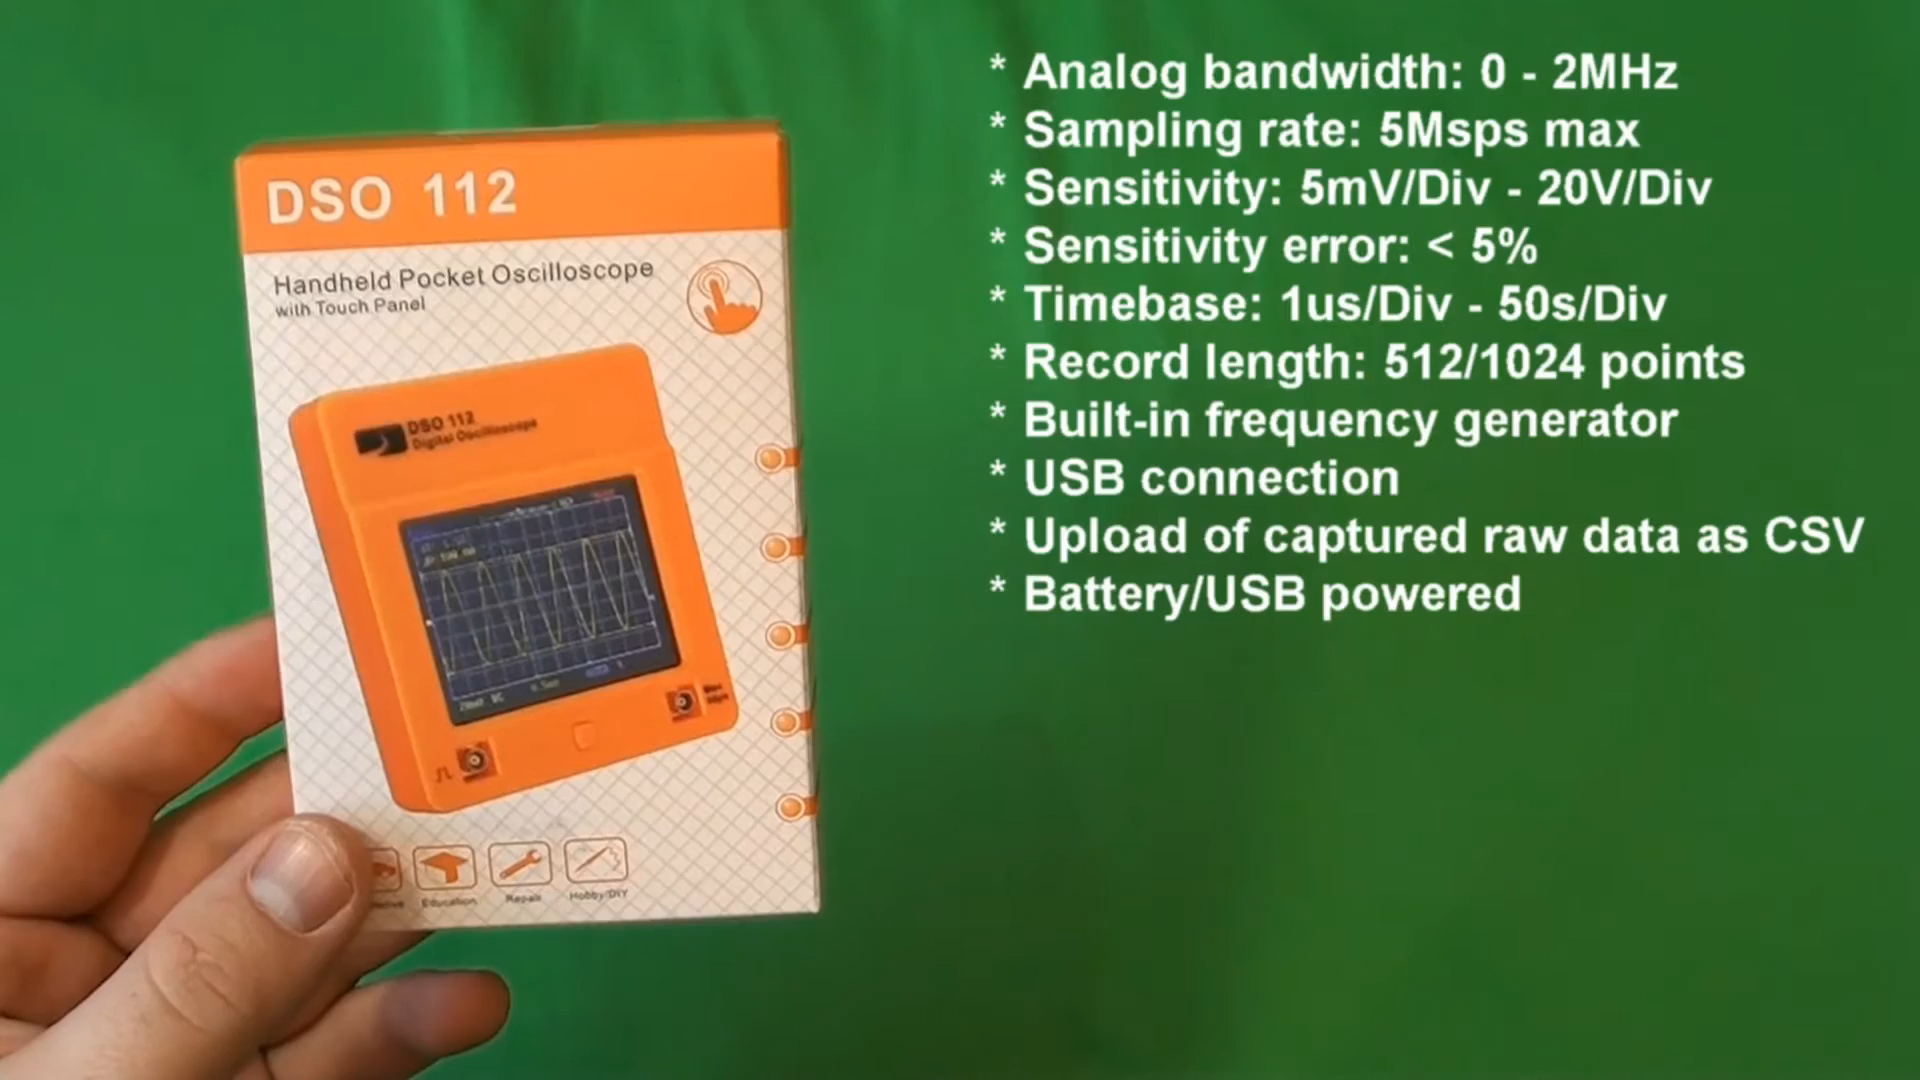 DSO 112
Handheld Pocket Oscilloscope
with Touch Panel
DSO 112
Digital Oscilloscope
Education
Repair
Hobby/DIY
* Analog bandwidth: 0 - 2MHz
* Sampling rate: 5Msps max
* Sensitivity: 5mV/Div - 20V/Div
* Sensitivity error: < 5%
* Timebase: 1us/Div - 50s/Div
* Record length: 512/1024 points
* Built-in frequency generator
* USB connection
* Upload of captured raw data as CSV
* Battery/USB powered